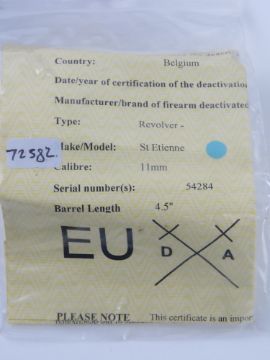 Country: Belgium
Date/year of certification of the deactivation
Manufacturer/brand of firearm deactivated
Type: Revolver -
72582. Make/Model: St Etienne
Calibre: 11mm
Serial number(s): 54284
Barrel Length 4.5"
EU D A
PLEASE NOTE This certificate is an impor